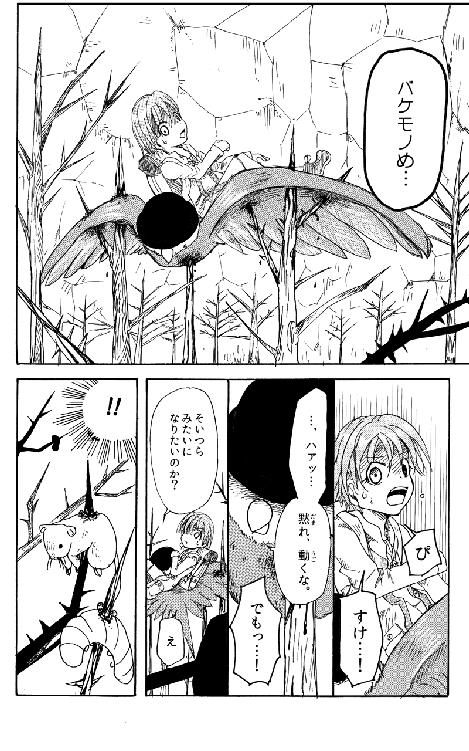 バケモノめ…
ぴ
すけ…!
…、ハアッ…
黙れ、動くな。
でもっ…!
そいつら
みたいに
なりたいのか?
え
!!